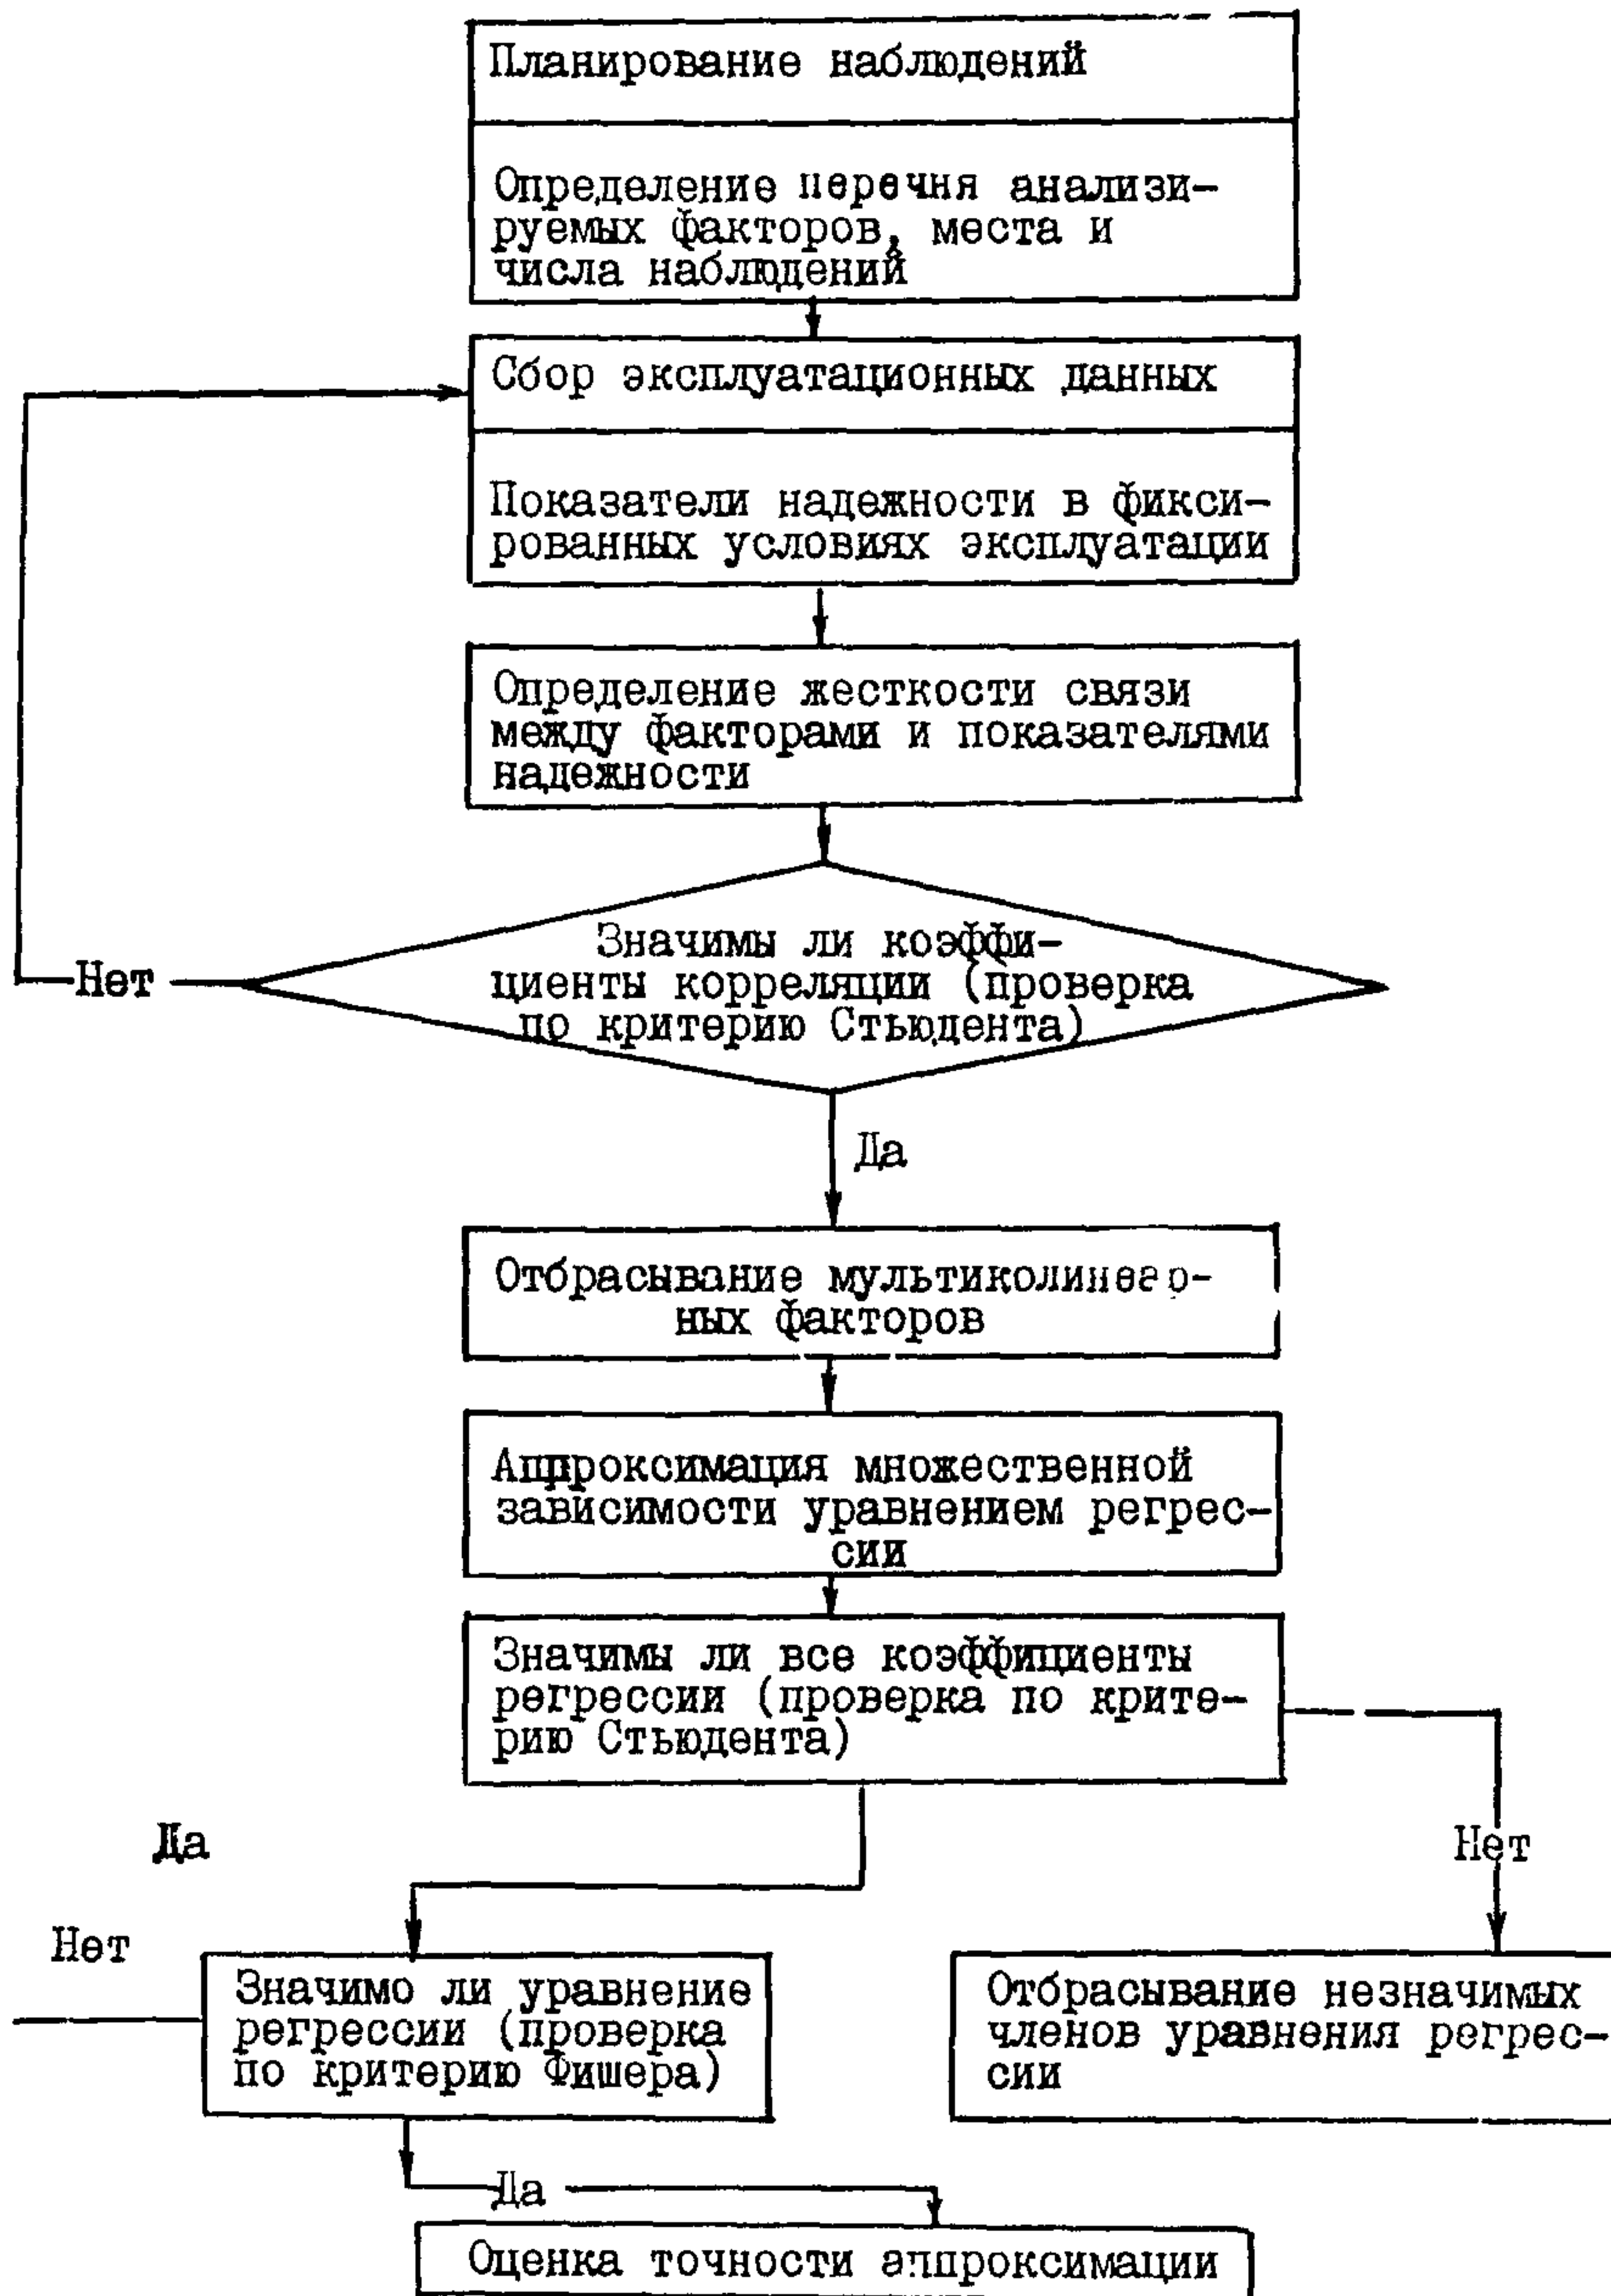 Планирование наблюдений
Определение перечня анализи-
руемых факторов, места и
числа наблюдений
Сбор эксплуатационных данных
Показатели надежности в фикси-
рованных условиях эксплуатации
Определение жесткости связи
между факторами и показателями
надежности
Значимы ли коэффи-
циенты корреляции (проверка
по критерию Стьюдента)
Нет
Да
Отбрасывание мультиколинеар-
ных факторов
Аппроксимация множественной
зависимости уравнением регрес-
сии
Значимы ли все коэффициенты
регрессии (проверка по крите-
рию Стьюдента)
Да
Нет
Нет
Значимо ли уравнение
регрессии (проверка
по критерию Фишера)
Отбрасывание незначимых
членов уравнения регрес-
сии
Да
Оценка точности аппроксимации